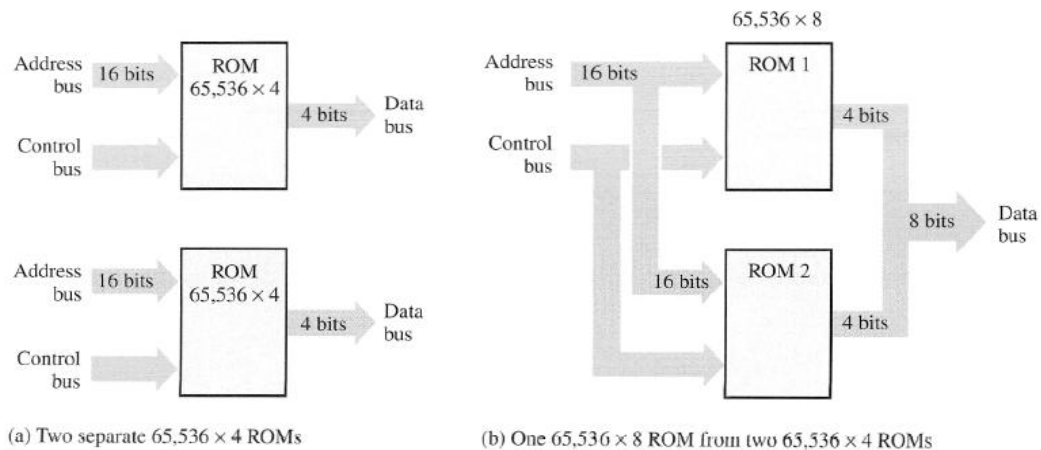 Address
bus
16 bits
ROM
65,536 × 4
4 bits
Data
bus
Control
bus
Address
bus
16 bits
ROM
65,536 × 4
4 bits
Data
bus
Control
bus
(a) Two separate 65,536 × 4 ROMs
65,536 × 8
Address
bus
16 bits
ROM 1
4 bits
Control
bus
8 bits
Data
bus
16 bits
ROM 2
4 bits
(b) One 65,536 × 8 ROM from two 65,536 × 4 ROMs